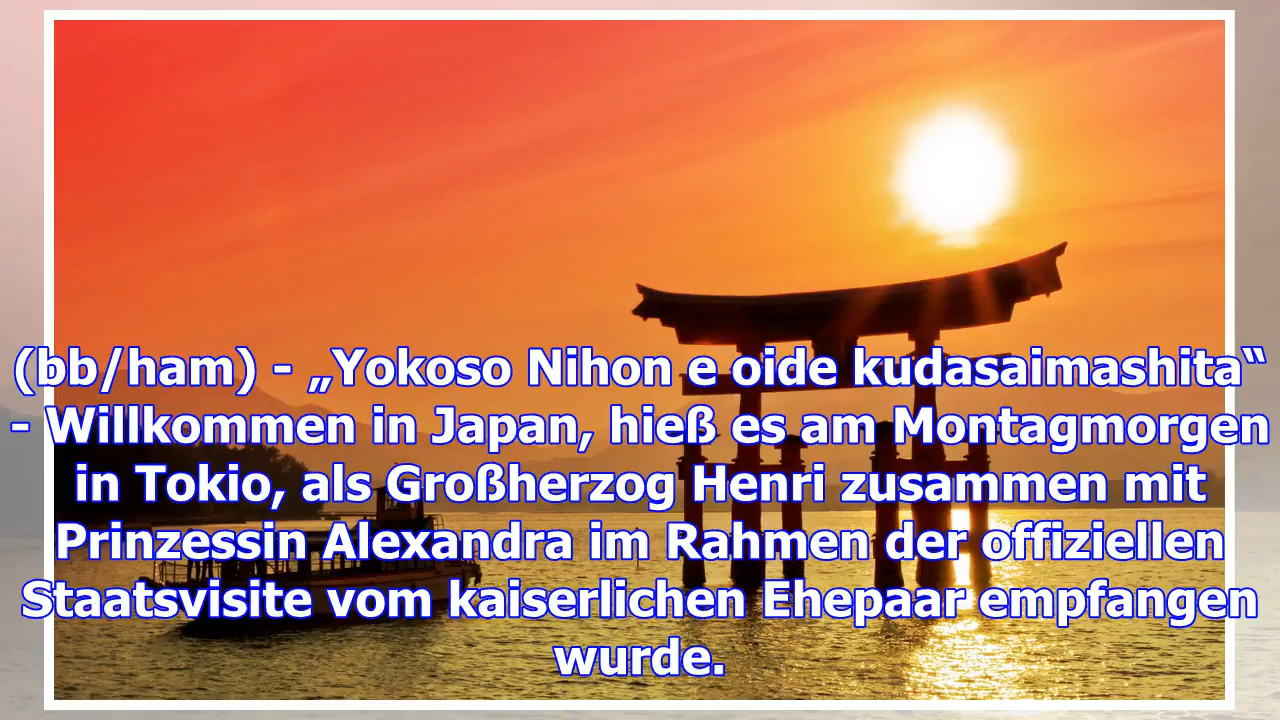 (bb/ham) - „Yokoso Nihon e oide kudasaimashita“
- Willkommen in Japan, hieß es am Montagmorgen
in Tokio, als Großherzog Henri zusammen mit
Prinzessin Alexandra im Rahmen der offiziellen
Staatsvisite vom kaiserlichen Ehepaar empfangen
wurde.